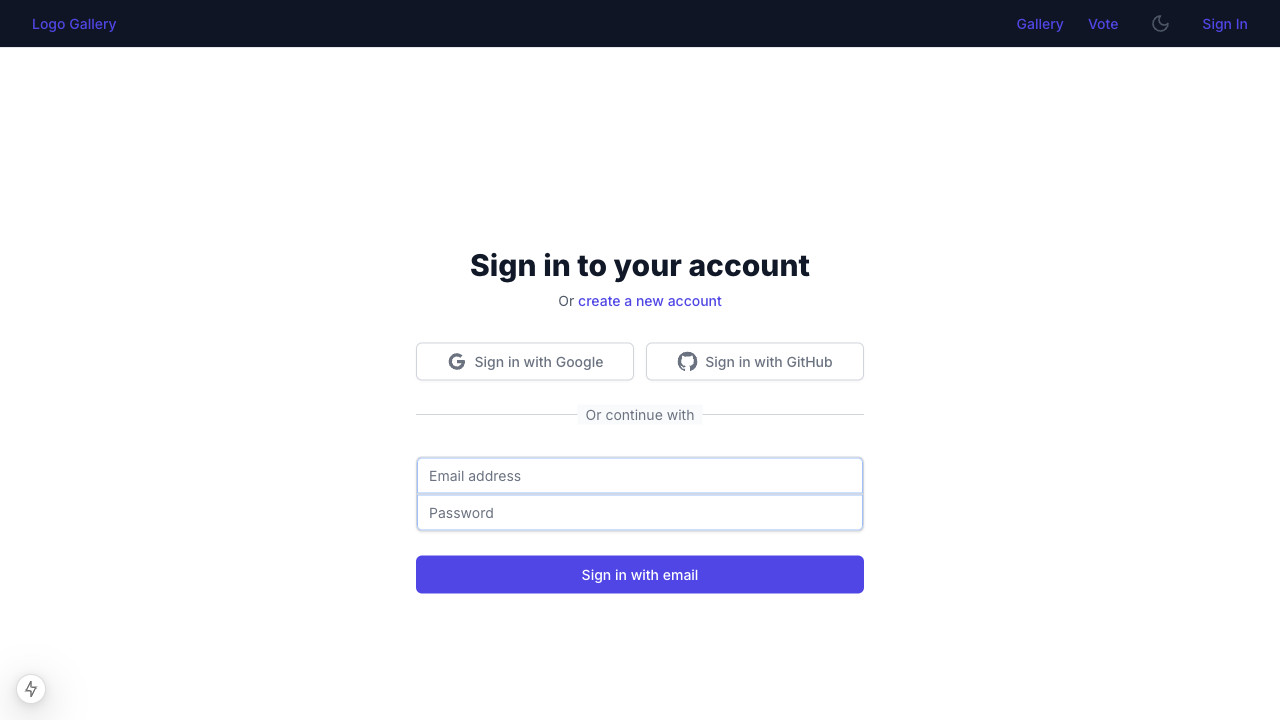 Logo Gallery
Gallery
Vote
Sign In
Sign in to your account
Or create a new account
Sign in with Google
Sign in with GitHub
Or continue with
Email address
Password
Sign in with email